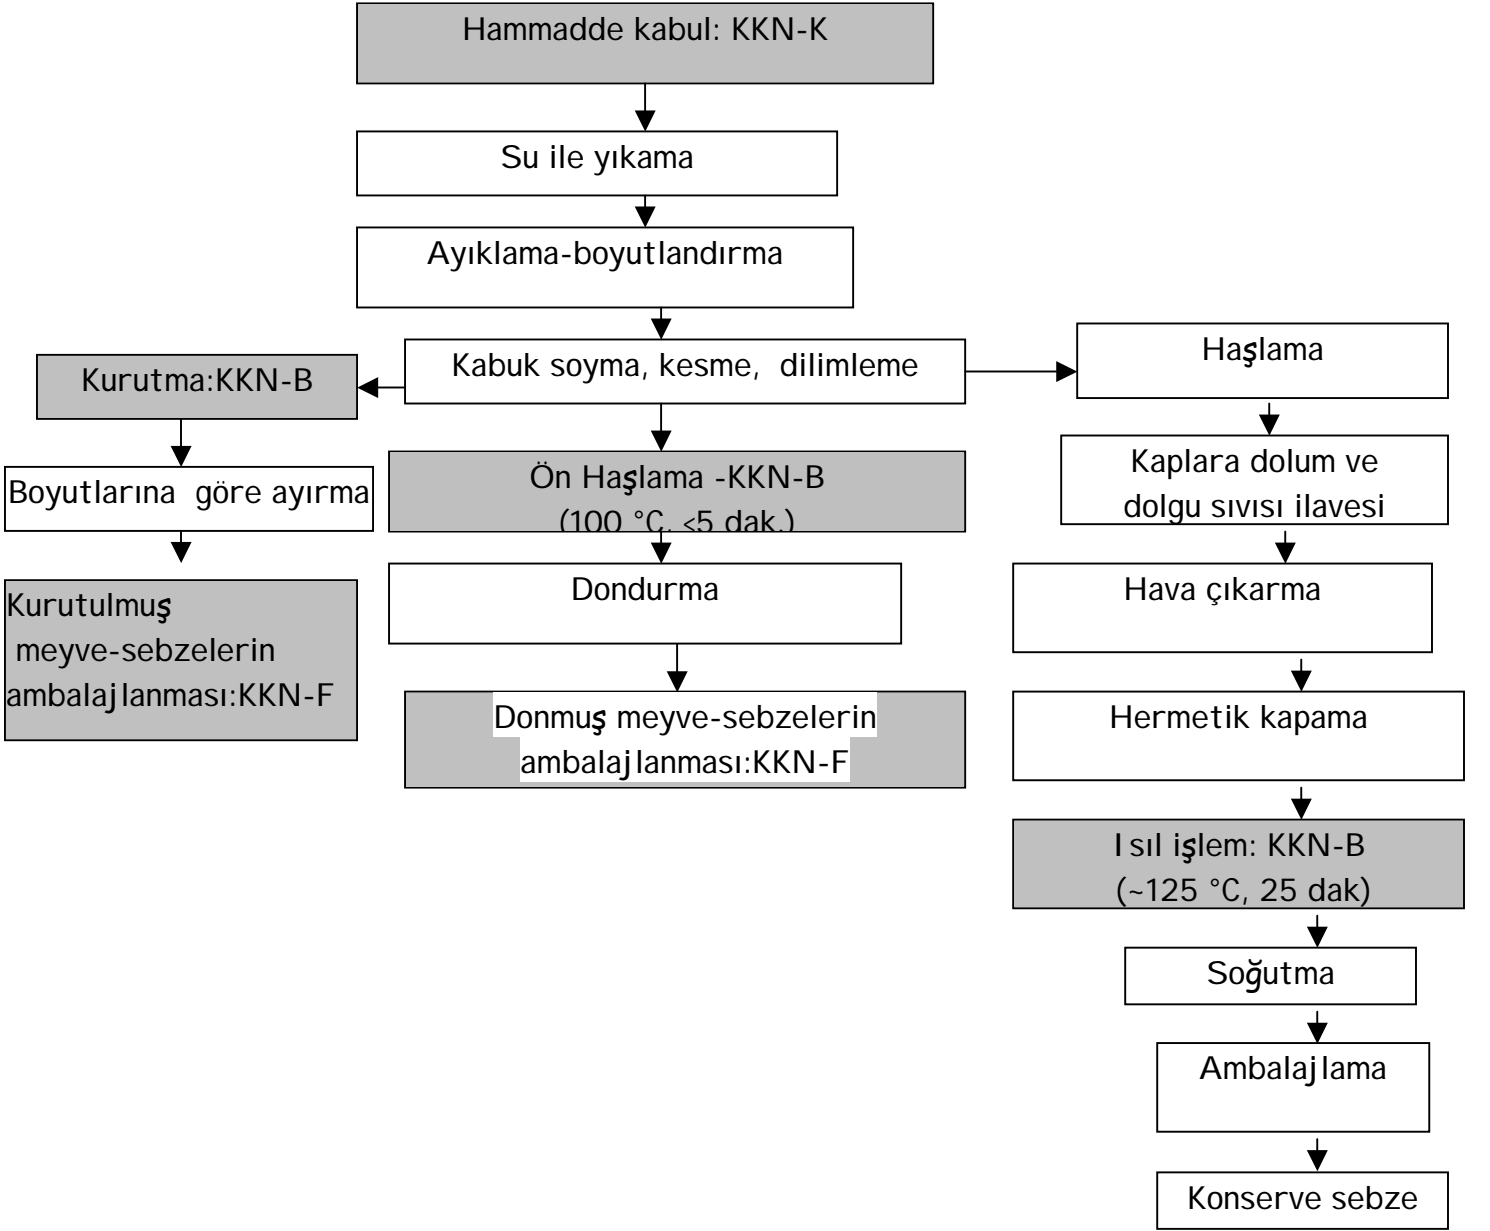 Hammadde kabul: KKN-K
Su ile yıkama
Ayıklama-boyutlandırma
Kabuk soyma, kesme, dilimleme
Kurutma:KKN-B
Boyutlarına göre ayırma
Kurutulmuş
meyve-sebzelerin
ambalajlanması:KKN-F
Ön Haşlama -KKN-B
(100 °C, <5 dak.)
Dondurma
Donmuş meyve-sebzelerin
ambalajlanması:KKN-F
Haşlama
Kaplara dolum ve
dolgu sıvısı ilavesi
Hava çıkarma
Hermetik kapama
Isıl işlem: KKN-B
(~125 °C, 25 dak)
Soğutma
Ambalajlama
Konserve sebze